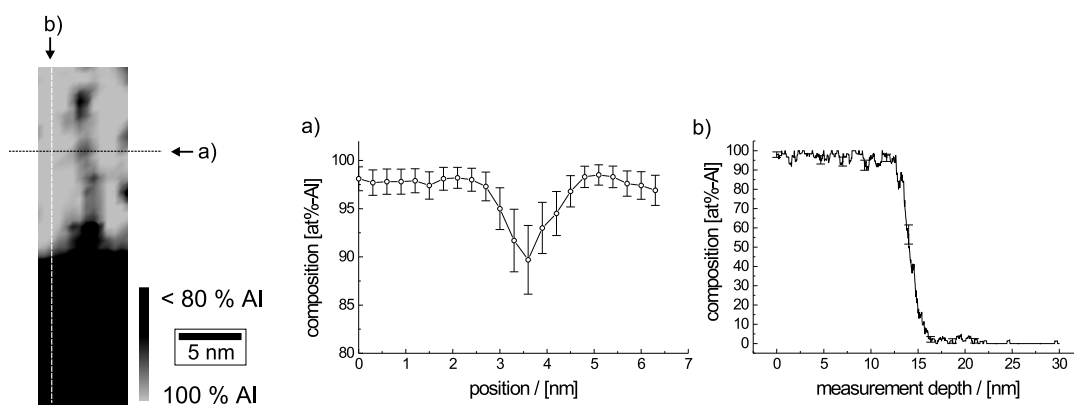 b)
a)
< 80 % Al
5 nm
100 % Al
a)
composition [at%-Al]
100
95
90
85
80
0 1 2 3 4 5 6 7
position / [nm]
b)
composition [at%-Al]
100
90
80
70
60
50
40
30
20
10
0
0 5 10 15 20 25 30
measurement depth / [nm]